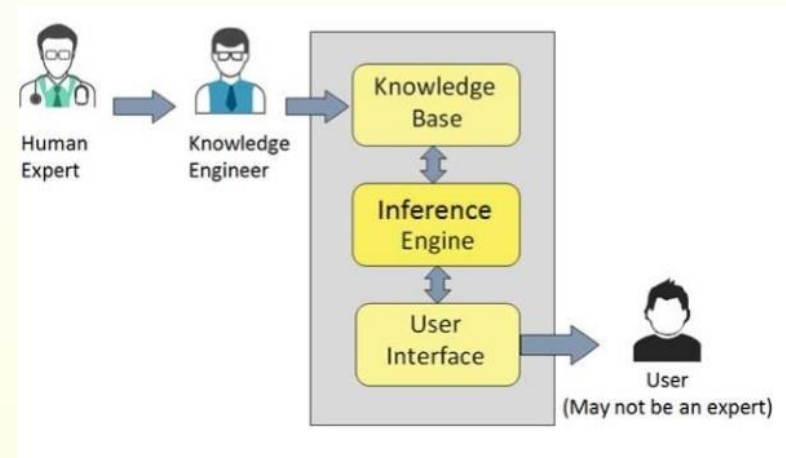 Human
Expert
Knowledge
Engineer
Knowledge
Base
Inference
Engine
User
Interface
User
(May not be an expert)